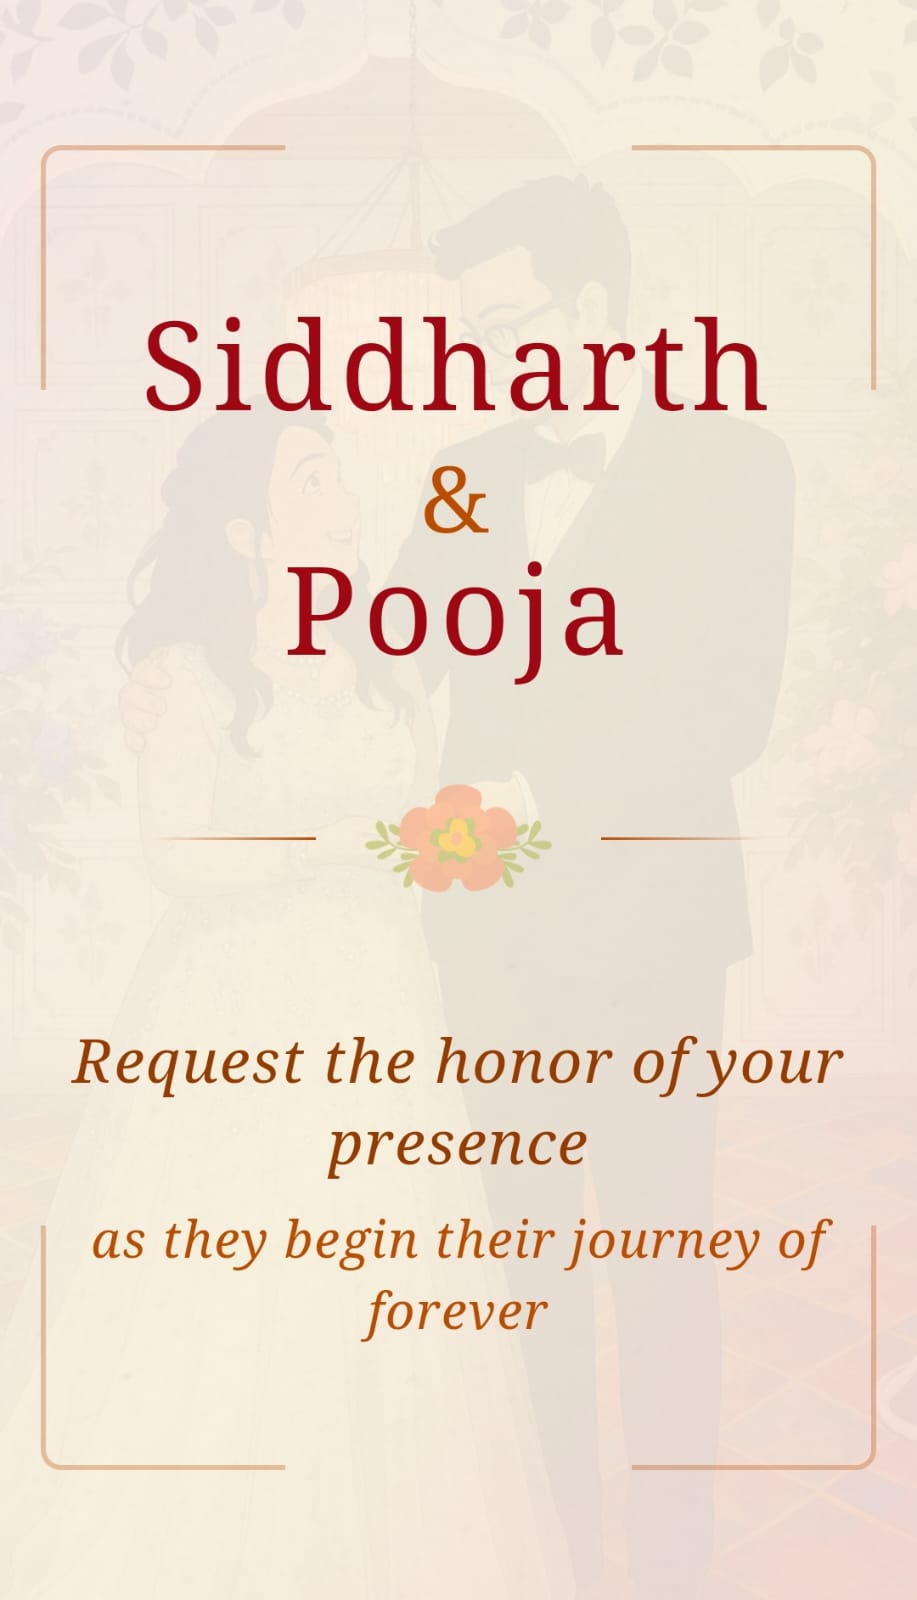 Siddharth
&
Pooja
Request the honor of your
presence
as they begin their journey of
forever